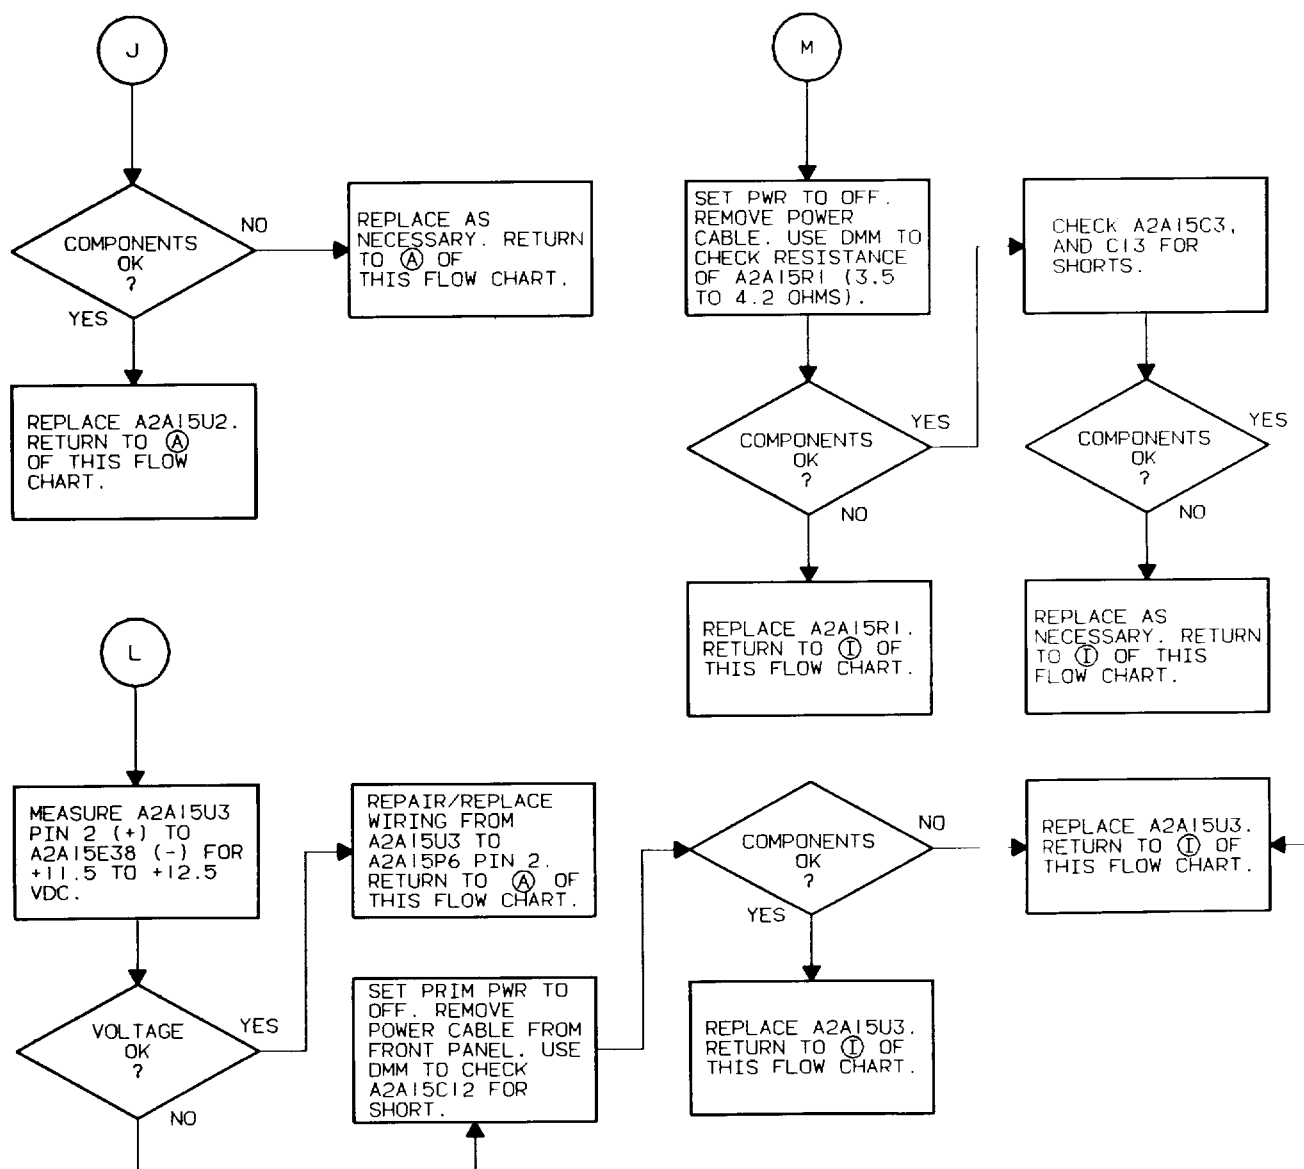 J
COMPONENTS
OK
?
NO
YES
REPLACE AS
NECESSARY. RETURN
TO Ⓐ OF
THIS FLOW CHART.
REPLACE A2A15U2.
RETURN TO Ⓐ
OF THIS FLOW
CHART.
M
SET PWR TO OFF.
REMOVE POWER
CABLE. USE DMM TO
CHECK RESISTANCE
OF A2A15R1 (3.5
TO 4.2 OHMS).
COMPONENTS
OK
?
YES
NO
CHECK A2A15C3,
AND C13 FOR
SHORTS.
COMPONENTS
OK
?
YES
NO
REPLACE A2A15R1.
RETURN TO Ⓘ OF
THIS FLOW CHART.
REPLACE AS
NECESSARY. RETURN
TO Ⓘ OF THIS
FLOW CHART.
L
MEASURE A2A15U3
PIN 2 (+) TO
A2A15E38 (-) FOR
+11.5 TO +12.5
VDC.
VOLTAGE
OK
?
YES
NO
REPAIR/REPLACE
WIRING FROM
A2A15U3 TO
A2A15P6 PIN 2.
RETURN TO Ⓐ OF
THIS FLOW CHART.
SET PRIM PWR TO
OFF. REMOVE
POWER CABLE FROM
FRONT PANEL. USE
DMM TO CHECK
A2A15C12 FOR
SHORT.
COMPONENTS
OK
?
NO
YES
REPLACE A2A15U3.
RETURN TO Ⓘ OF
THIS FLOW CHART.
REPLACE A2A15U3.
RETURN TO Ⓘ OF
THIS FLOW CHART.